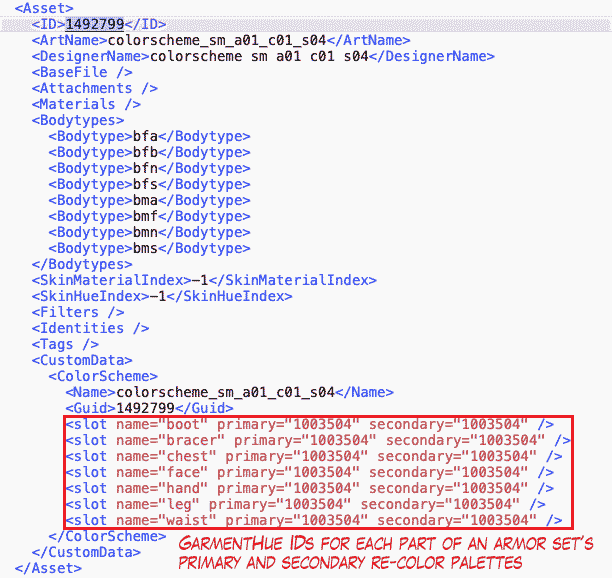 <Asset>
<ID>1492799</ID>
<ArtName>colorscheme_sm_a01_c01_s04</ArtName>
<DesignerName>colorscheme sm a01 c01 s04</DesignerName>
<BaseFile />
<Attachments />
<Materials />
<Bodytypes>
<Bodytype>bfa</Bodytype>
<Bodytype>bfb</Bodytype>
<Bodytype>bfn</Bodytype>
<Bodytype>bfs</Bodytype>
<Bodytype>bma</Bodytype>
<Bodytype>bmf</Bodytype>
<Bodytype>bmn</Bodytype>
<Bodytype>bms</Bodytype>
</Bodytypes>
<SkinMaterialIndex>-1</SkinMaterialIndex>
<SkinHueIndex>-1</SkinHueIndex>
<Filters />
<Identities />
<Tags />
<CustomData>
<ColorScheme>
<Name>colorscheme_sm_a01_c01_s04</Name>
<Guid>1492799</Guid>
<slot name="boot" primary="1003504" secondary="1003504" />
<slot name="bracer" primary="1003504" secondary="1003504" />
<slot name="chest" primary="1003504" secondary="1003504" />
<slot name="face" primary="1003504" secondary="1003504" />
<slot name="hand" primary="1003504" secondary="1003504" />
<slot name="leg" primary="1003504" secondary="1003504" />
<slot name="waist" primary="1003504" secondary="1003504" />
</ColorScheme>
GarmentHue IDs for each part of an armor set's
</CustomData>
primary and secondary re-color palettes
</Asset>